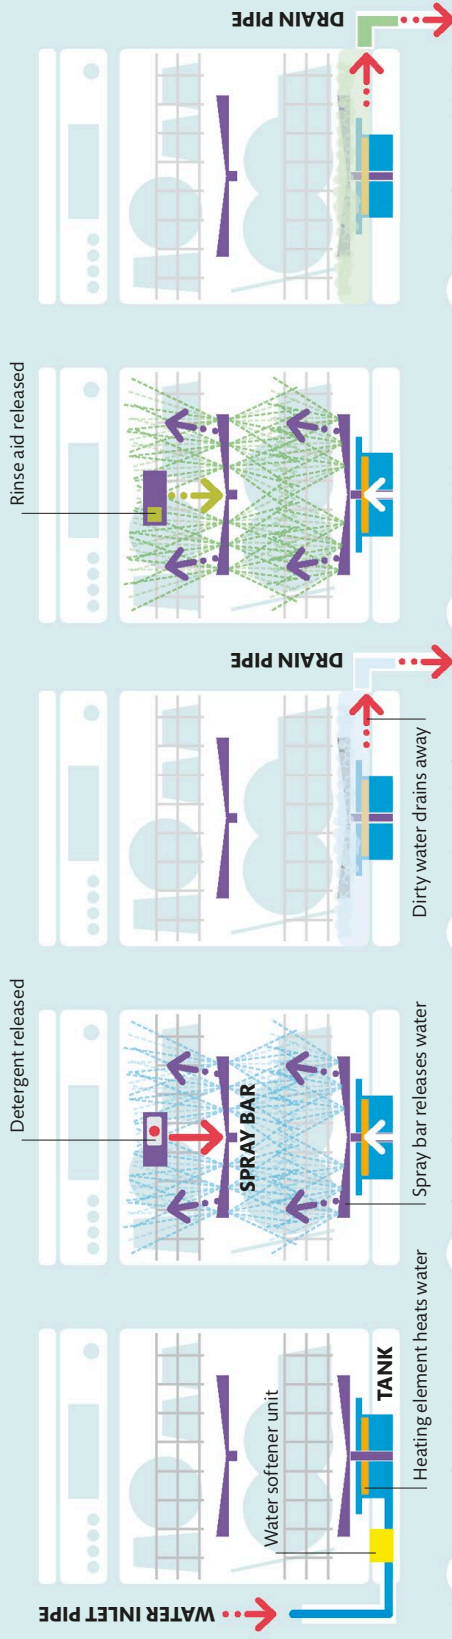 WATER INLET PIPE
Water softener unit
TANK
Heating element heats water
Detergent released
SPRAY BAR
Spray bar releases water
DRAIN PIPE
Dirty water drains away
Rinse aid released
DRAIN PIPE